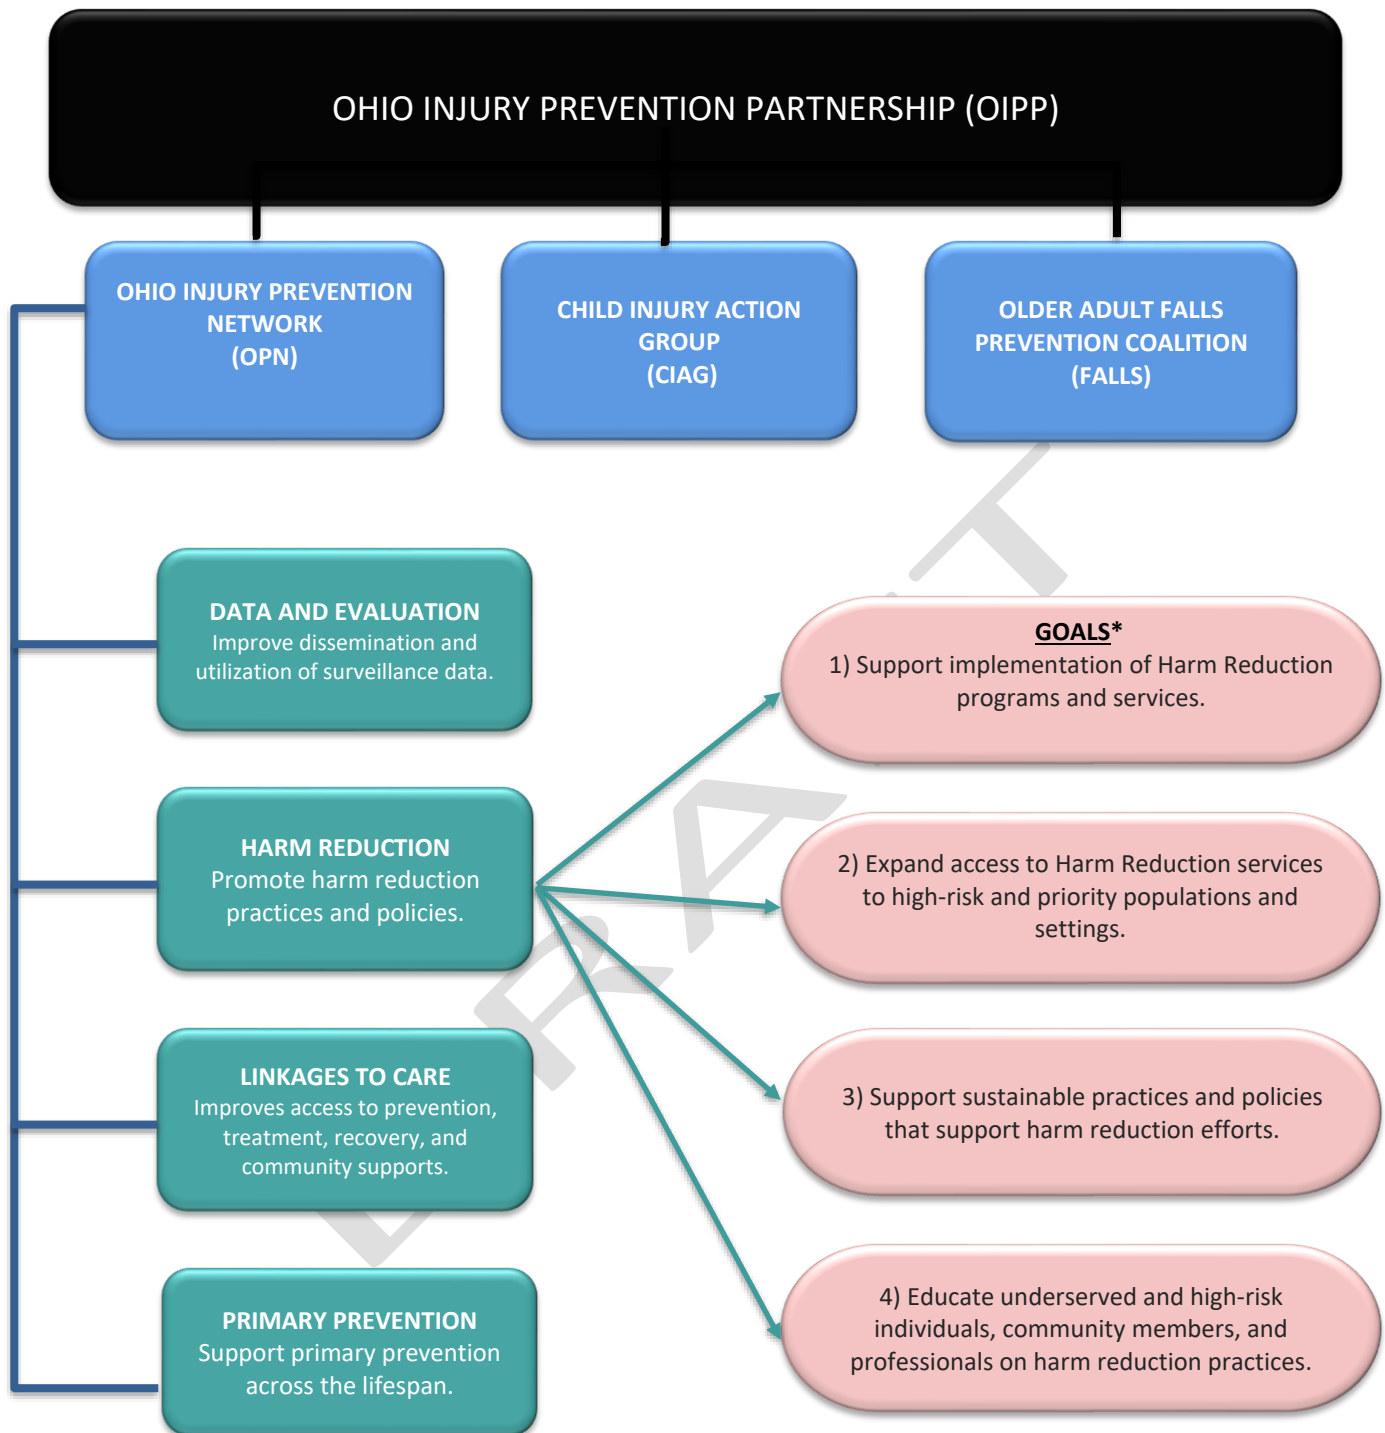 OHIO INJURY PREVENTION PARTNERSHIP (OIPP)
OHIO INJURY PREVENTION
NETWORK
(OPN)
CHILD INJURY ACTION
GROUP
(CIAG)
OLDER ADULT FALLS
PREVENTION COALITION
(FALLS)
DATA AND EVALUATION
Improve dissemination and
utilization of surveillance data.
HARM REDUCTION
Promote harm reduction
practices and policies.
LINKAGES TO CARE
Improves access to prevention,
treatment, recovery, and
community supports.
PRIMARY PREVENTION
Support primary prevention
across the lifespan.
GOALS*
1) Support implementation of Harm Reduction
programs and services.
2) Expand access to Harm Reduction services
to high-risk and priority populations and
settings.
3) Support sustainable practices and policies
that support harm reduction efforts.
4) Educate underserved and high-risk
individuals, community members, and
professionals on harm reduction practices.
DRAFT